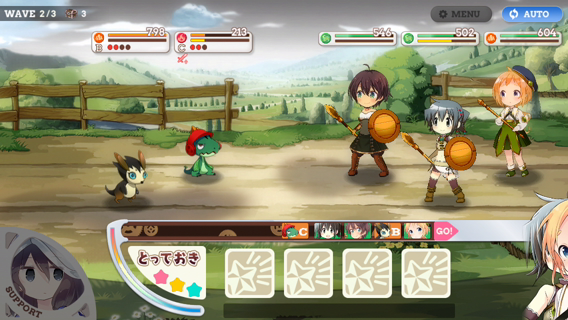 WAVE 2/3 3
MENU
AUTO
798
B
213
C
546
502
604
C
B
GO!
とっておき
SUPPORT